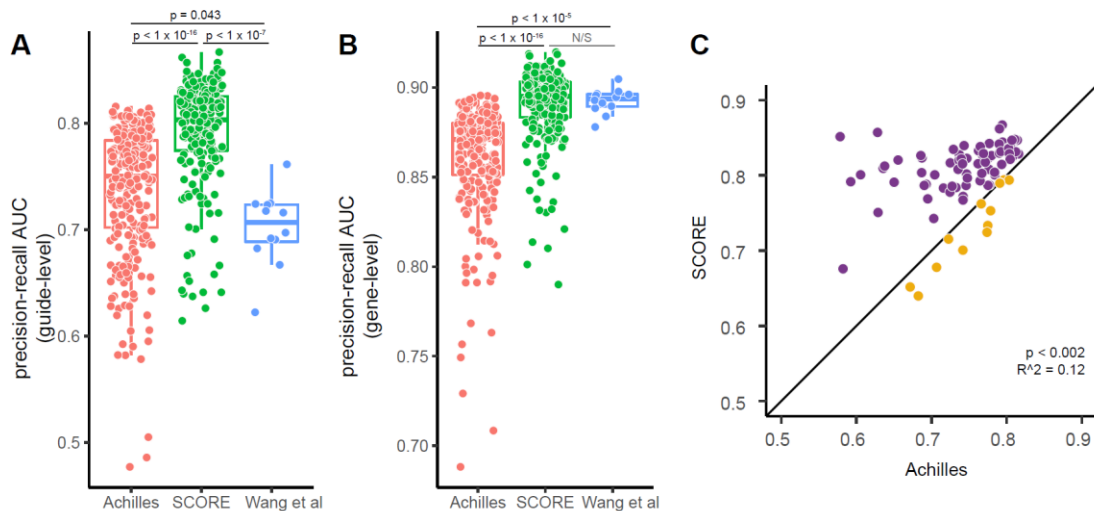 A
p = 0.043
p < 1 x 10⁻¹⁶
p < 1 x 10⁻⁷
precision-recall AUC
(guide-level)
0.8
0.7
0.6
0.5
Achilles
SCORE
Wang et al
B
p < 1 x 10⁻⁵
p < 1 x 10⁻¹⁶
N/S
precision-recall AUC
(gene-level)
0.90
0.85
0.80
0.75
0.70
Achilles
SCORE
Wang et al
C
SCORE
0.9
0.8
0.7
0.6
0.5
p < 0.002
R^2 = 0.12
0.5
0.6
0.7
0.8
0.9
Achilles